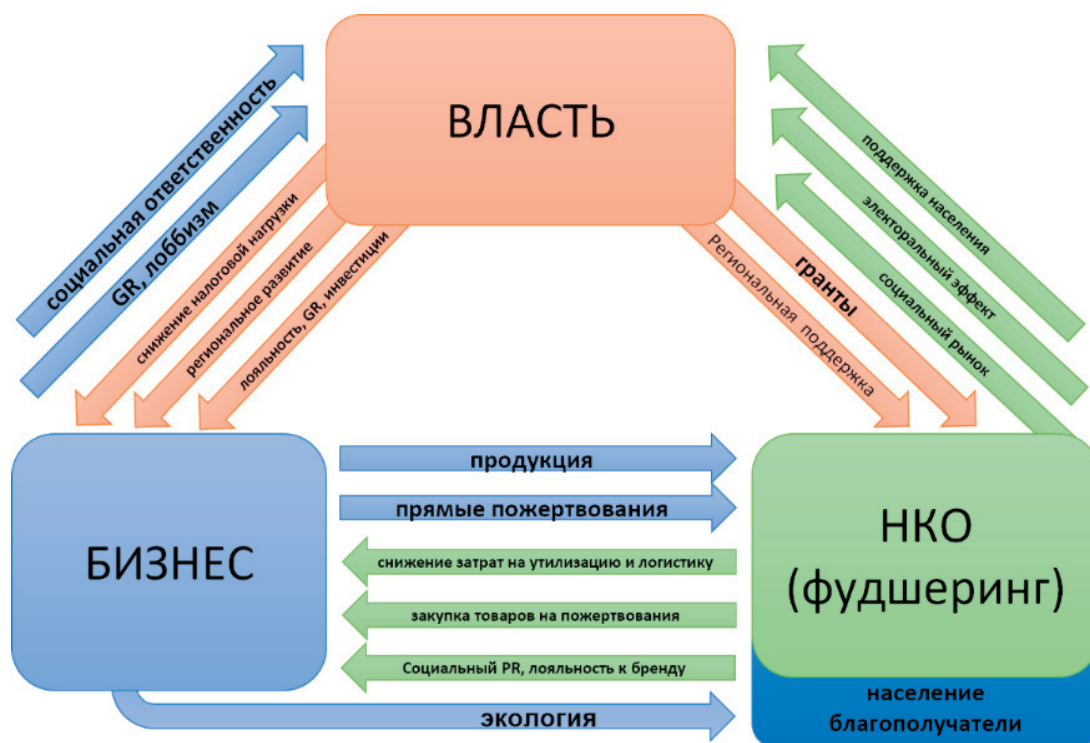 ВЛАСТЬ
социальная ответственность
GR, лоббизм
снижение налоговой нагрузки
региональное развитие
лояльность, GR, инвестиции
Региональная поддержка
гранты
поддержка населения
электоральный эффект
социальный рынок
БИЗНЕС
продукция
прямые пожертвования
снижение затрат на утилизацию и логистику
закупка товаров на пожертвования
Социальный PR, лояльность к бренду
экология
НКО
(фудшеринг)
население
благополучатели